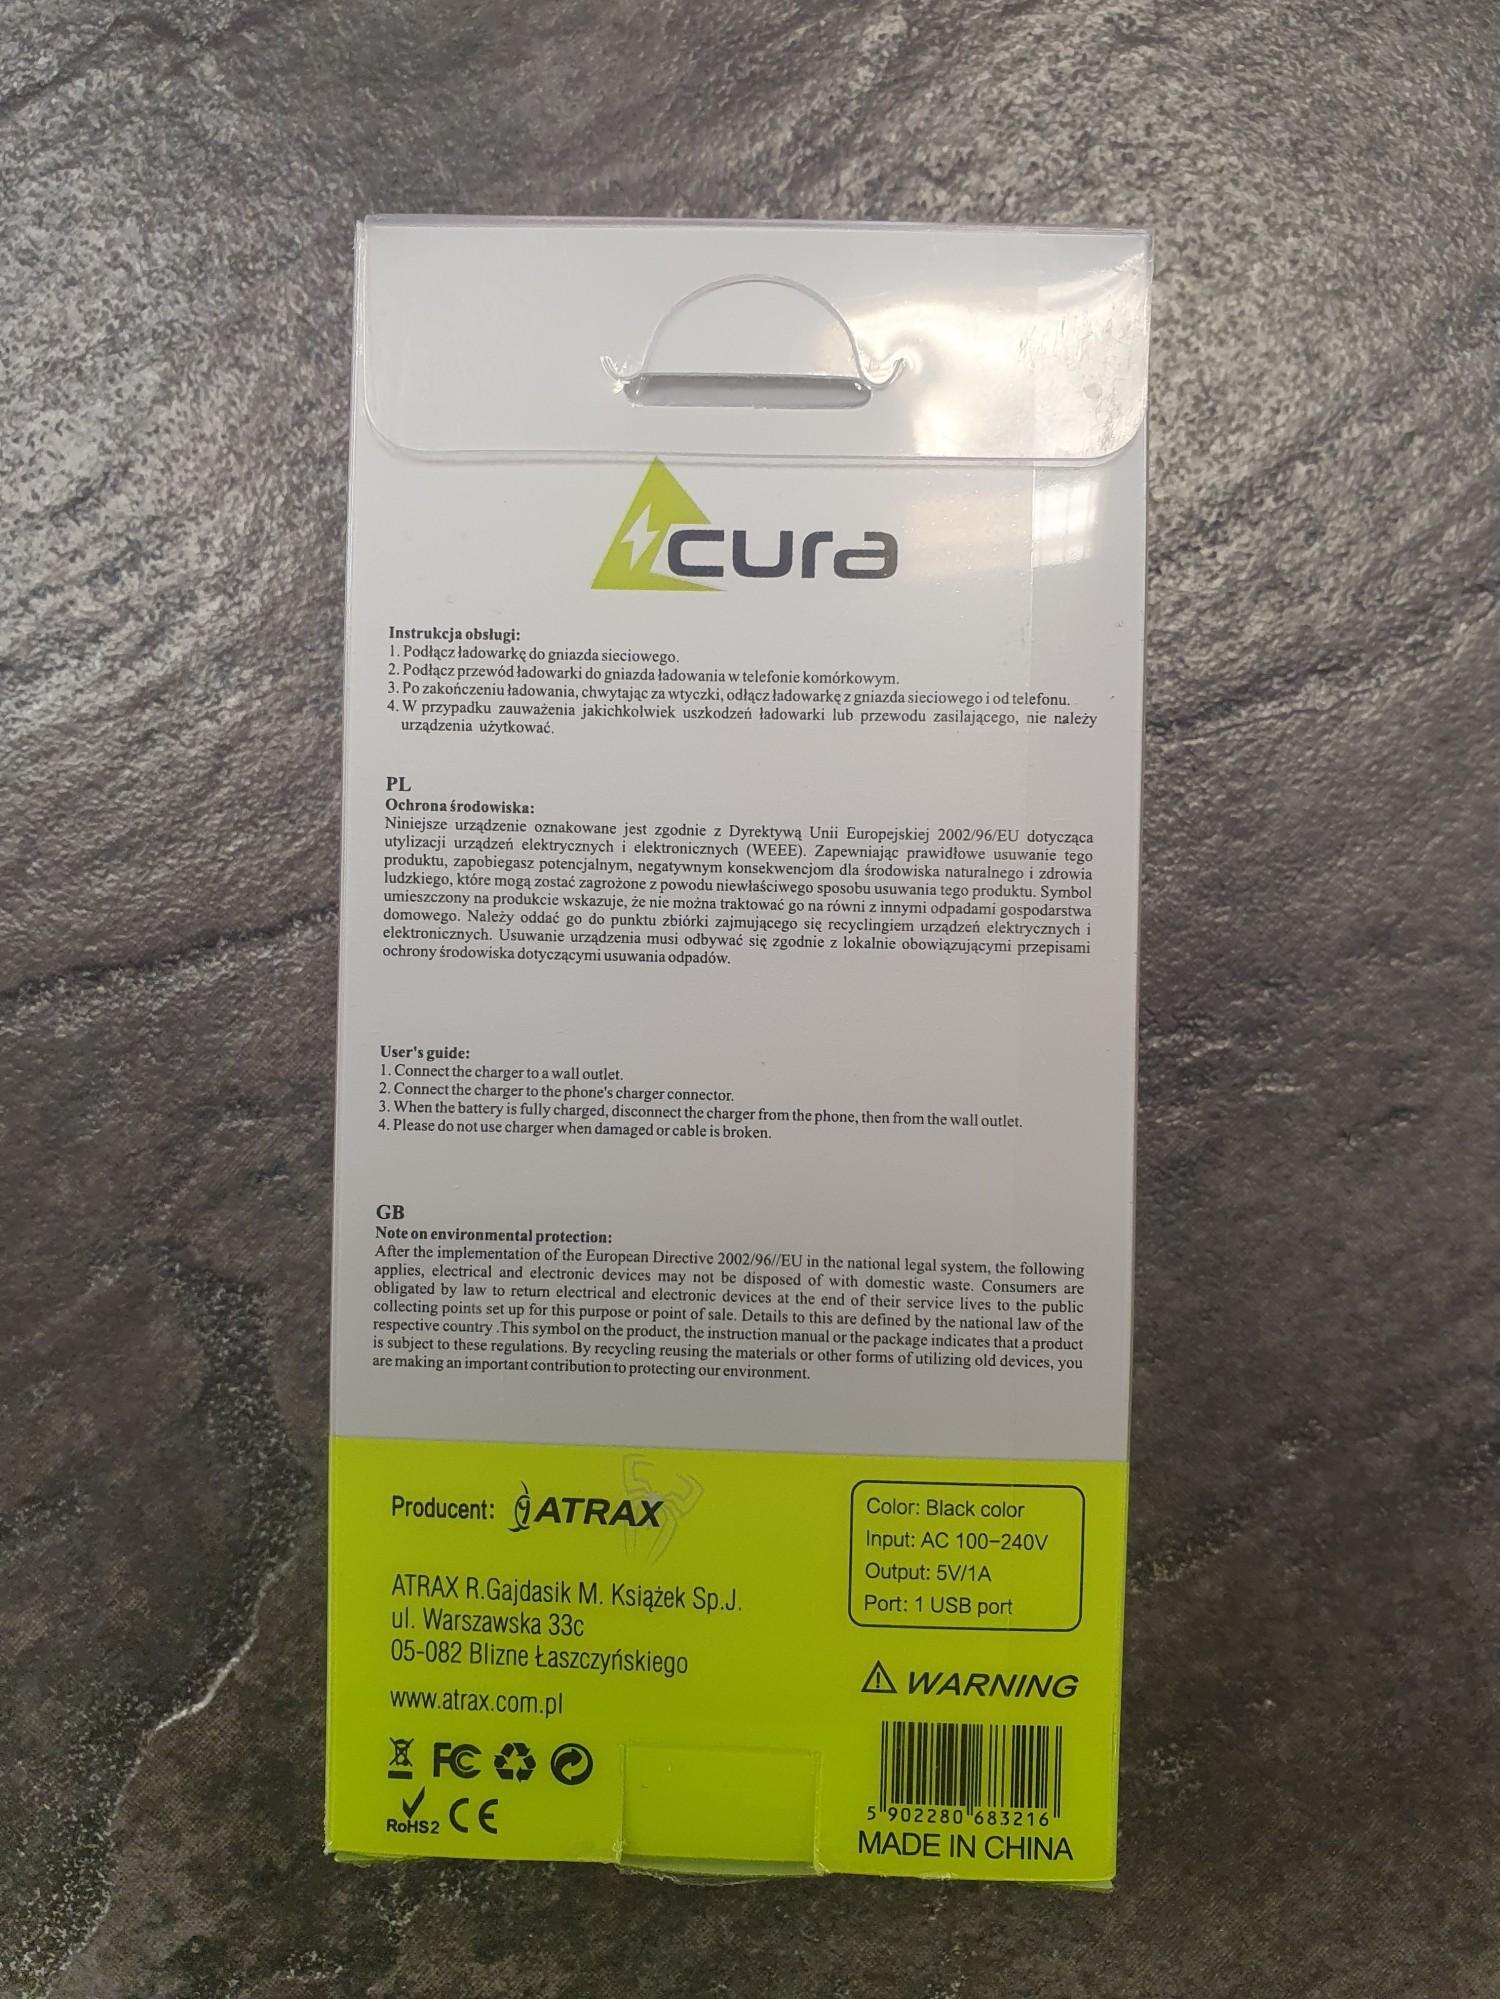 cura
Instrukcja obsługi:
1. Podłącz ładowarkę do gniazda sieciowego.
2. Podłącz przewód ładowarki do gniazda ładowania w telefonie komórkowym.
3. Po zakończeniu ładowania, chwytając za wtyczki, odłącz ładowarkę z gniazda sieciowego i od telefonu.
4. W przypadku zauważenia jakichkolwiek uszkodzeń ładowarki lub przewodu zasilającego, nie należy
urządzenia użytkować.
PL
Ochrona środowiska:
Niniejsze urządzenie oznakowane jest zgodnie z Dyrektywą Unii Europejskiej 2002/96/EU dotycząca
utylizacji urządzeń elektrycznych i elektronicznych (WEEE). Zapewniając prawidłowe usuwanie tego
produktu, zapobiegasz potencjalnym, negatywnym konsekwencjom dla środowiska naturalnego i zdrowia
ludzkiego, które mogą zostać zagrożone z powodu niewłaściwego sposobu usuwania tego produktu. Symbol
umieszczony na produkcie wskazuje, że nie można traktować go na równi z innymi odpadami gospodarstwa
domowego. Należy oddać go do punktu zbiórki zajmującego się recyclingiem urządzeń elektrycznych i
elektronicznych. Usuwanie urządzenia musi odbywać się zgodnie z lokalnie obowiązującymi przepisami
ochrony środowiska dotyczącymi usuwania odpadów.
User's guide:
1. Connect the charger to a wall outlet.
2. Connect the charger to the phone's charger connector.
3. When the battery is fully charged, disconnect the charger from the phone, then from the wall outlet.
4. Please do not use charger when damaged or cable is broken.
GB
Note on environmental protection:
After the implementation of the European Directive 2002/96//EU in the national legal system, the following
applies, electrical and electronic devices may not be disposed of with domestic waste. Consumers are
obligated by law to return electrical and electronic devices at the end of their service lives to the public
collecting points set up for this purpose or point of sale. Details to this are defined by the national law of the
respective country .This symbol on the product, the instruction manual or the package indicates that a product
is subject to these regulations. By recycling reusing the materials or other forms of utilizing old devices, you
are making an important contribution to protecting our environment.
Producent: ATRAX
ATRAX R.Gajdasik M. Książek Sp.J.
ul. Warszawska 33c
05-082 Blizne Łaszczyńskiego
www.atrax.com.pl
FC
RoHS2 CE
Color: Black color
Input: AC 100-240V
Output: 5V/1A
Port: 1 USB port
WARNING
5 902280 683216
MADE IN CHINA